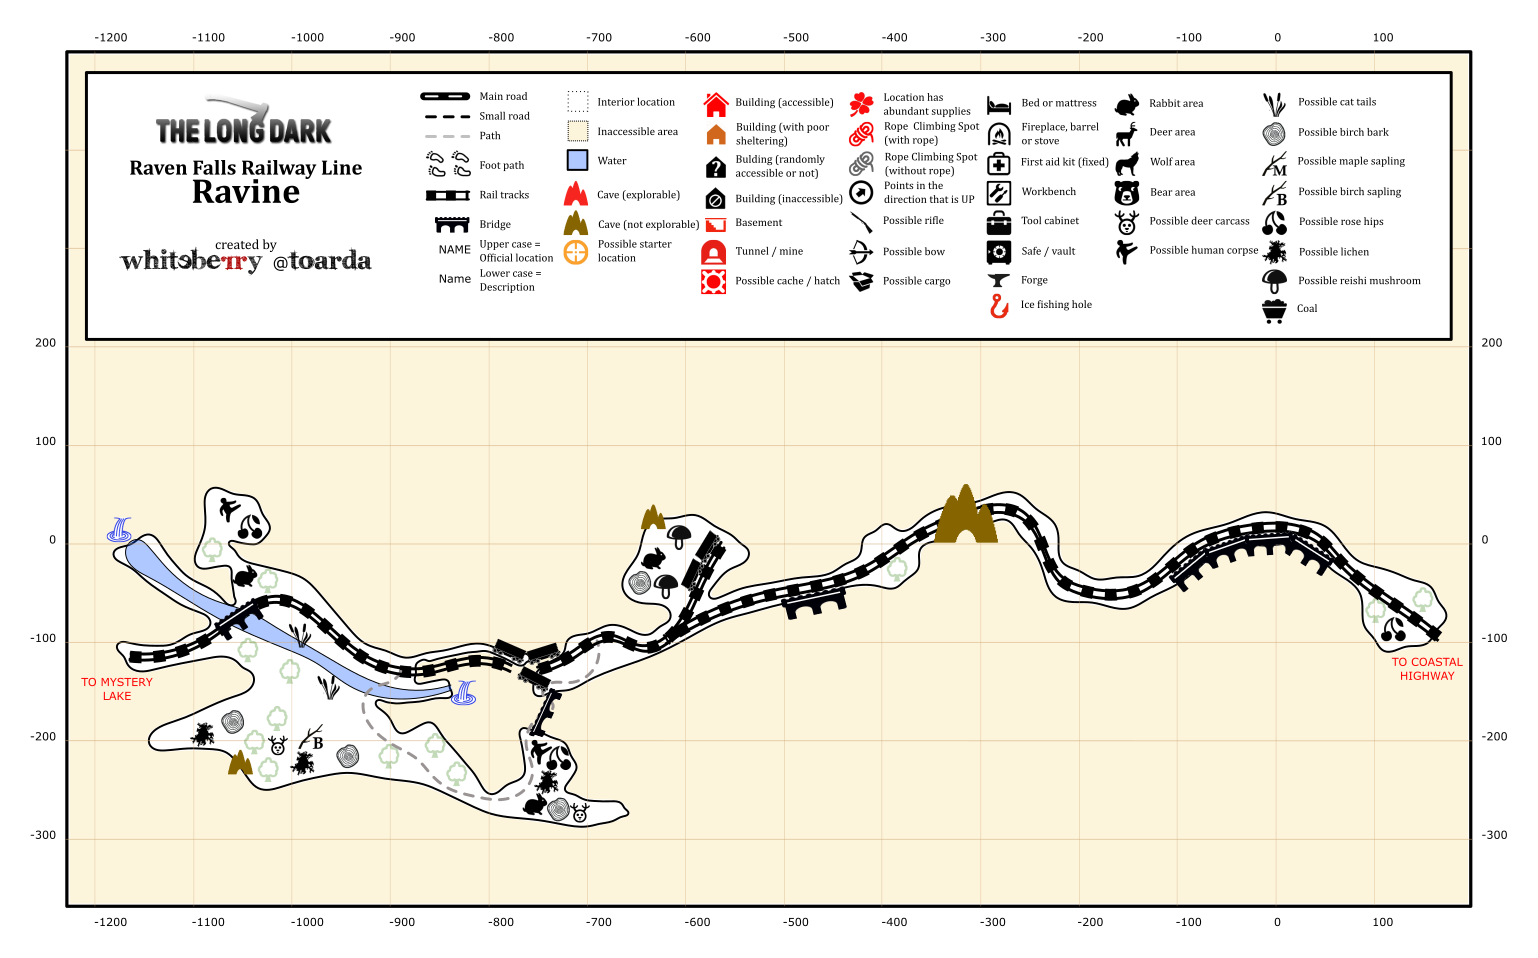 -1200 -1100 -1000 -900 -800 -700 -600 -500 -400 -300 -200 -100 0 100
THE LONG DARK
Raven Falls Railway Line
Ravine
created by
whiteberry @toarda
Main road
Small road
Path
Foot path
Rail tracks
Bridge
NAME Upper case =
Official location
Name Lower case =
Description
Interior location
Inaccessible area
Water
Cave (explorable)
Cave (not explorable)
Possible starter
location
Building (accessible)
Building (with poor
sheltering)
Bulding (randomly
accessible or not)
Building (inaccessible)
Basement
Tunnel / mine
Possible cache / hatch
Location has
abundant supplies
Rope Climbing Spot
(with rope)
Rope Climbing Spot
(without rope)
Points in the
direction that is UP
Possible rifle
Possible bow
Possible cargo
Bed or mattress
Fireplace, barrel
or stove
First aid kit (fixed)
Workbench
Tool cabinet
Safe / vault
Forge
Ice fishing hole
Rabbit area
Deer area
Wolf area
Bear area
Possible deer carcass
Possible human corpse
Possible cat tails
Possible birch bark
M Possible maple sapling
B Possible birch sapling
Possible rose hips
Possible lichen
Possible reishi mushroom
Coal
200 200
100 100
0 0
-100 -100
TO MYSTERY
LAKE
TO COASTAL
HIGHWAY
-200 -200
B
-300 -300
-1200 -1100 -1000 -900 -800 -700 -600 -500 -400 -300 -200 -100 0 100